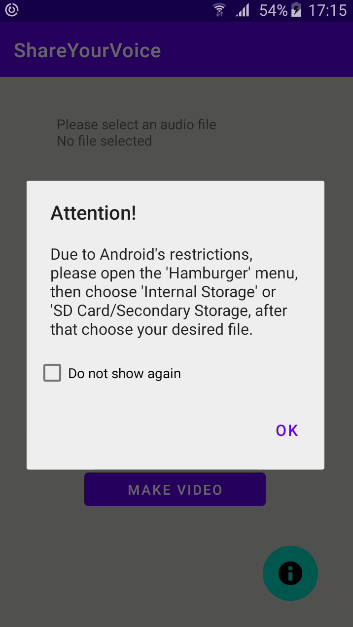 54% 17:15
ShareYourVoice
Please select an audio file
No file selected
Attention!
Due to Android's restrictions,
please open the 'Hamburger' menu,
then choose 'Internal Storage' or
'SD Card/Secondary Storage, after
that choose your desired file.
Do not show again
OK
MAKE VIDEO